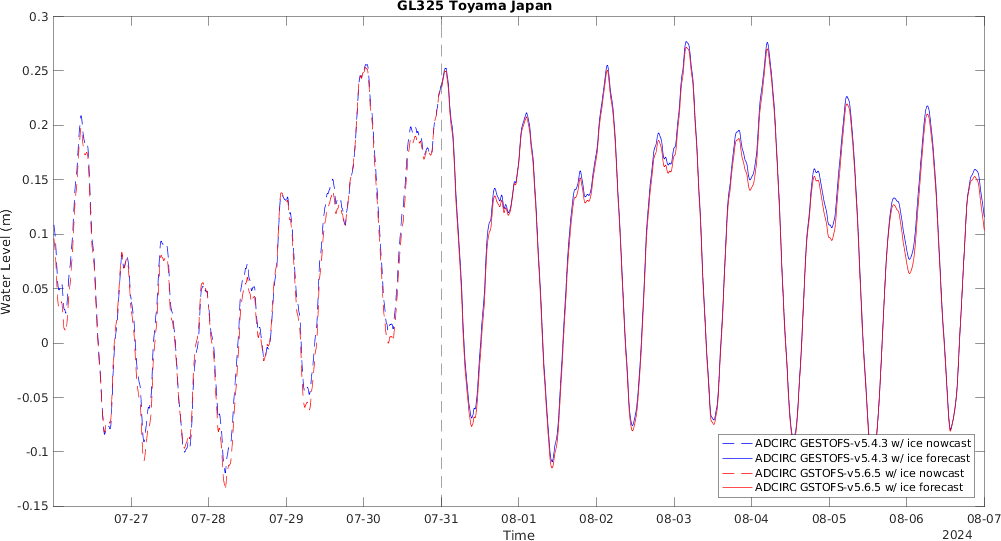 GL325 Toyama Japan
0.3
0.25
0.2
0.15
0.1
0.05
0
-0.05
-0.1
-0.15
Water Level (m)
ADCIRC GESTOFS-v5.4.3 w/ ice nowcast
ADCIRC GESTOFS-v5.4.3 w/ ice forecast
ADCIRC GSTOFS-v5.6.5 w/ ice nowcast
ADCIRC GSTOFS-v5.6.5 w/ ice forecast
07-27 07-28 07-29 07-30 07-31 08-01 08-02 08-03 08-04 08-05 08-06 08-07
Time
2024